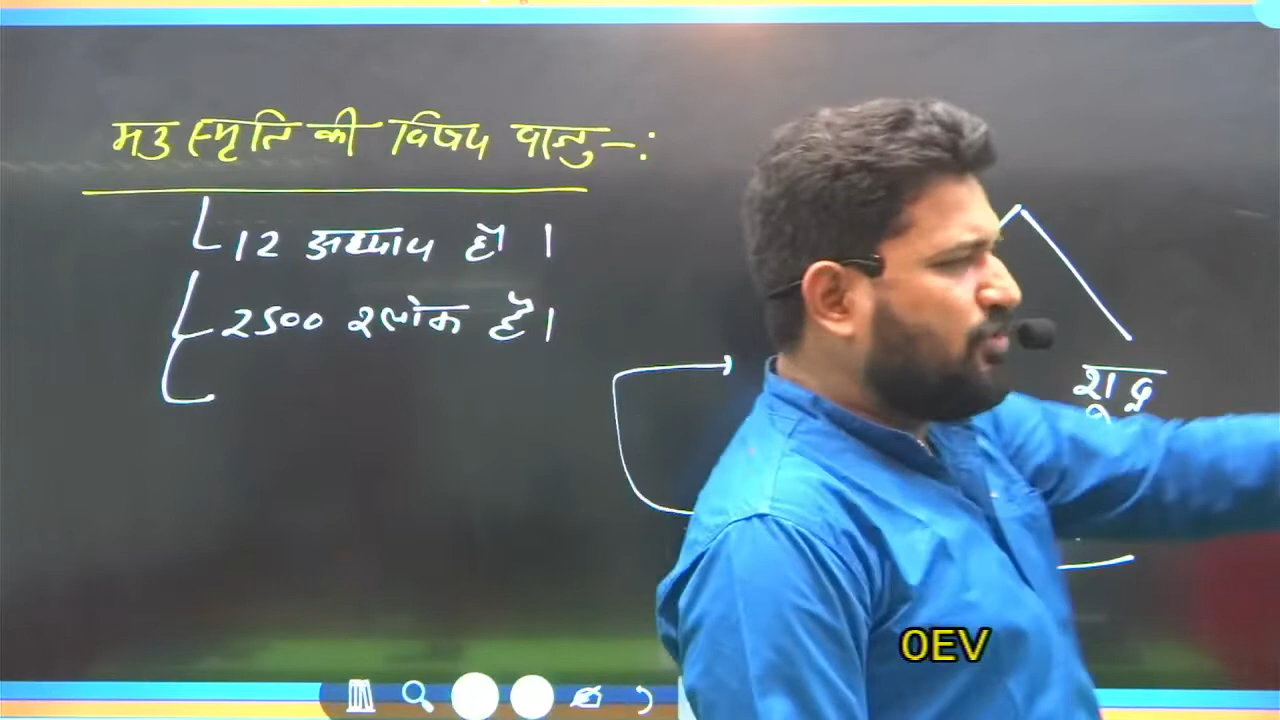 मनु स्मृति की विषय वस्तु -:
12 अध्याय है ।
2500 श्लोक है ।
शूद्र
OEV